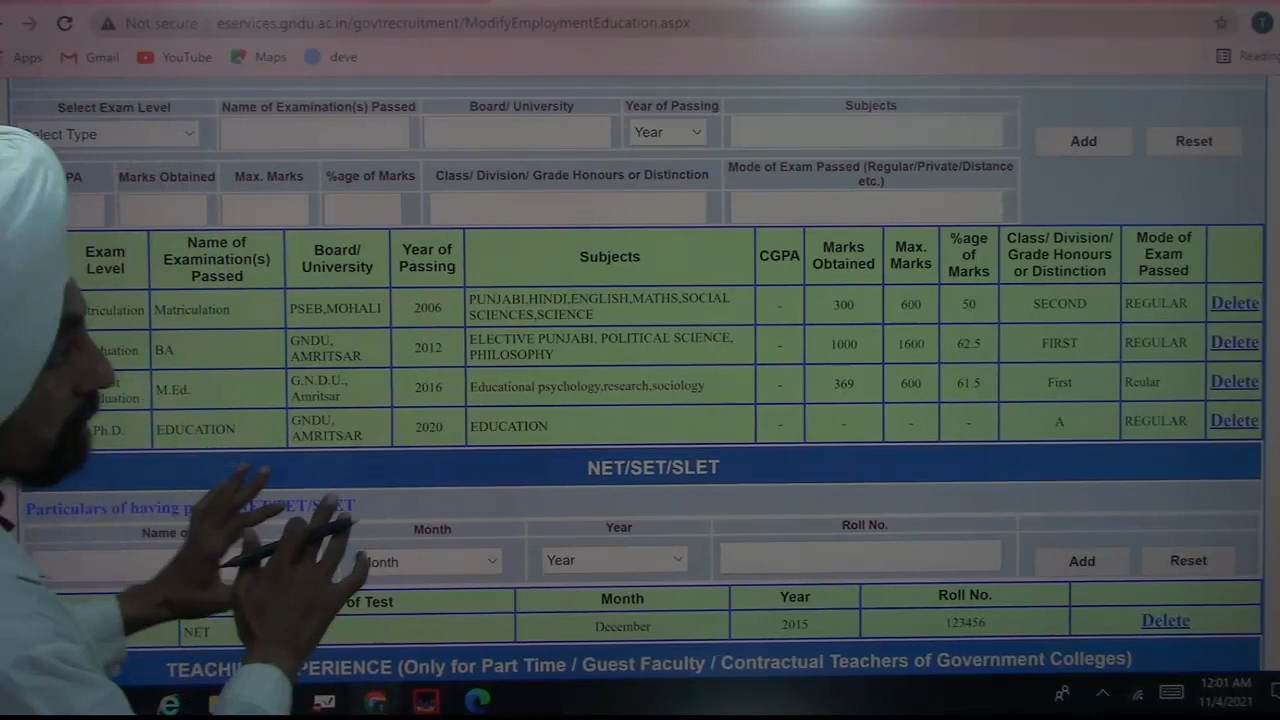 Not secure eservices.gndu.ac.in/govtrecruitment/ModifyEmploymentEducation.aspx
Apps Gmail YouTube Maps deve
Select Exam Level Name of Examination(s) Passed Board/ University Year of Passing Subjects
Type Year Add Reset
Marks Obtained Max. Marks %age of Marks Class/ Division/ Grade Honours or Distinction Mode of Exam Passed (Regular/Private/Distance
etc.)
Exam
Level Name of
Examination(s)
Passed Board/
University Year of
Passing Subjects CGPA Marks
Obtained Max.
Marks %age
of
Marks Class/ Division/
Grade Honours
or Distinction Mode of
Exam
Passed
Matriculation PSEB,MOHALI 2006 PUNJABI,HINDI,ENGLISH,MATHS,SOCIAL
SCIENCES,SCIENCE - 300 600 50 SECOND REGULAR Delete
BA GNDU,
AMRITSAR 2012 ELECTIVE PUNJABI, POLITICAL SCIENCE,
PHILOSOPHY - 1000 1600 62.5 FIRST REGULAR Delete
M.Ed. G.N.D.U.,
Amritsar 2016 Educational psychology,research,sociology - 369 600 61.5 First Reular Delete
Ph.D. EDUCATION GNDU,
AMRITSAR 2020 EDUCATION - - - - A REGULAR Delete
NET/SET/SLET
Particulars of having
Name Month Year Roll No.
Year Add Reset
of Test Month Year Roll No.
NET December 2015 123456 Delete
(Only for Part Time / Guest Faculty / Contractual Teachers of Government Colleges)
12:01 AM
11/4/2021